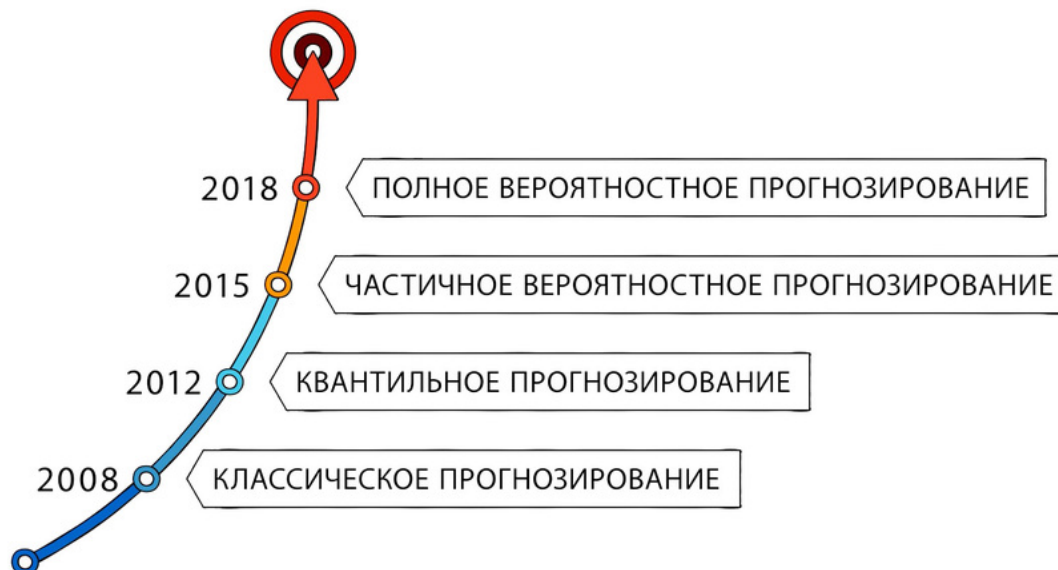 2018 ПОЛНОЕ ВЕРОЯТНОСТНОЕ ПРОГНОЗИРОВАНИЕ
2015 ЧАСТИЧНОЕ ВЕРОЯТНОСТНОЕ ПРОГНОЗИРОВАНИЕ
2012 КВАНТИЛЬНОЕ ПРОГНОЗИРОВАНИЕ
2008 КЛАССИЧЕСКОЕ ПРОГНОЗИРОВАНИЕ